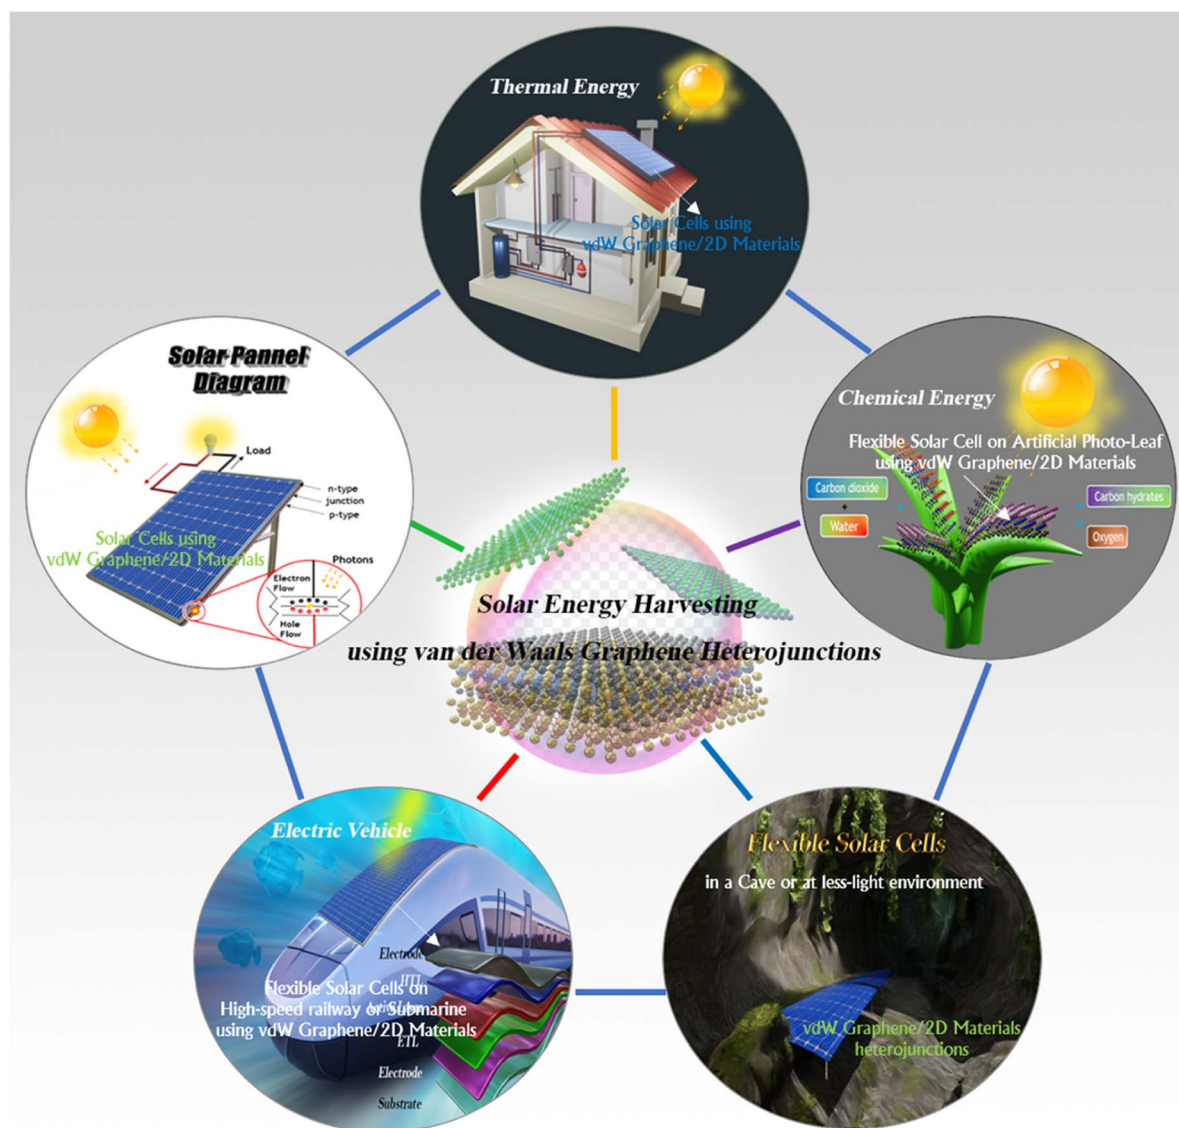 Thermal Energy
Solar Cells using
vdW Graphene/2D Materials
Solar Pannel
Diagram
Load
n-type
junction
p-type
Solar Cells using
vdW Graphene/2D Materials
Photons
Electron
Flow
Hole
Flow
Chemical Energy
Flexible Solar Cell on Artificial Photo-Leaf
using vdW Graphene/2D Materials
Carbon dioxide
+
Water
Carbon hydrates
Oxygen
Solar Energy Harvesting
using van der Waals Graphene Heterojunctions
Electric Vehicle
Electrode
HTL
Flexible Solar Cells on
High-speed railway or Submarine
using vdW Graphene/2D Materials
ETL
Electrode
Substrate
Flexible Solar Cells
in a Cave or at less-light environment
vdW Graphene/2D Materials
heterojunctions